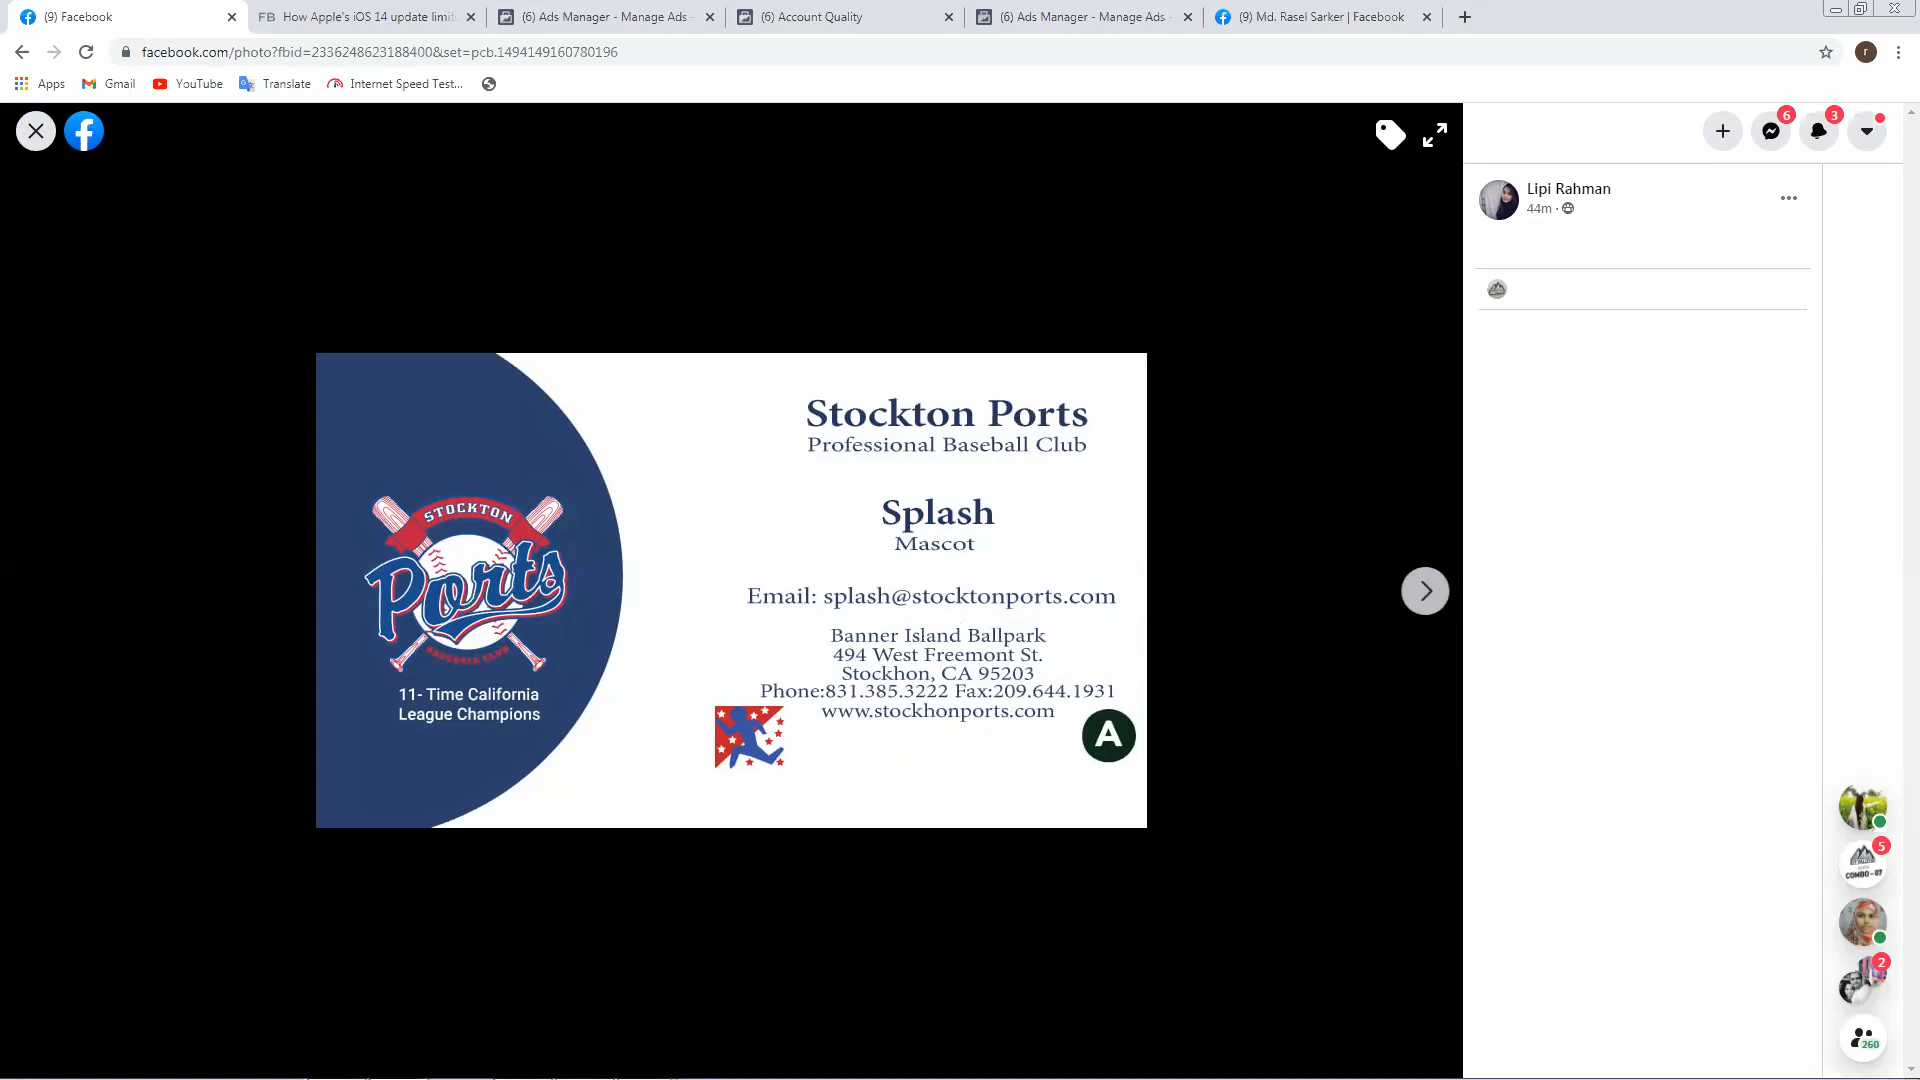 (9) Facebook
How Apple's iOS 14 update limit
(6) Ads Manager - Manage Ads -
(6) Account Quality
(6) Ads Manager - Manage Ads -
(9) Md. Rasel Sarker | Facebook
facebook.com/photo?fbid=2336248623188400&set=pcb.1494149160780196
r
Apps
Gmail
YouTube
Translate
Internet Speed Test...
6
3
Lipi Rahman
44m ·
Stockton Ports
Professional Baseball Club
Splash
Mascot
Email: splash@stocktonports.com
Banner Island Ballpark
494 West Freemont St.
Stockhon, CA 95203
Phone:831.385.3222 Fax:209.644.1931
www.stockhonports.com
A
STOCKTON
Ports
BASEBALL CLUB
11- Time California
League Champions
5
COMBO - 07
2
260